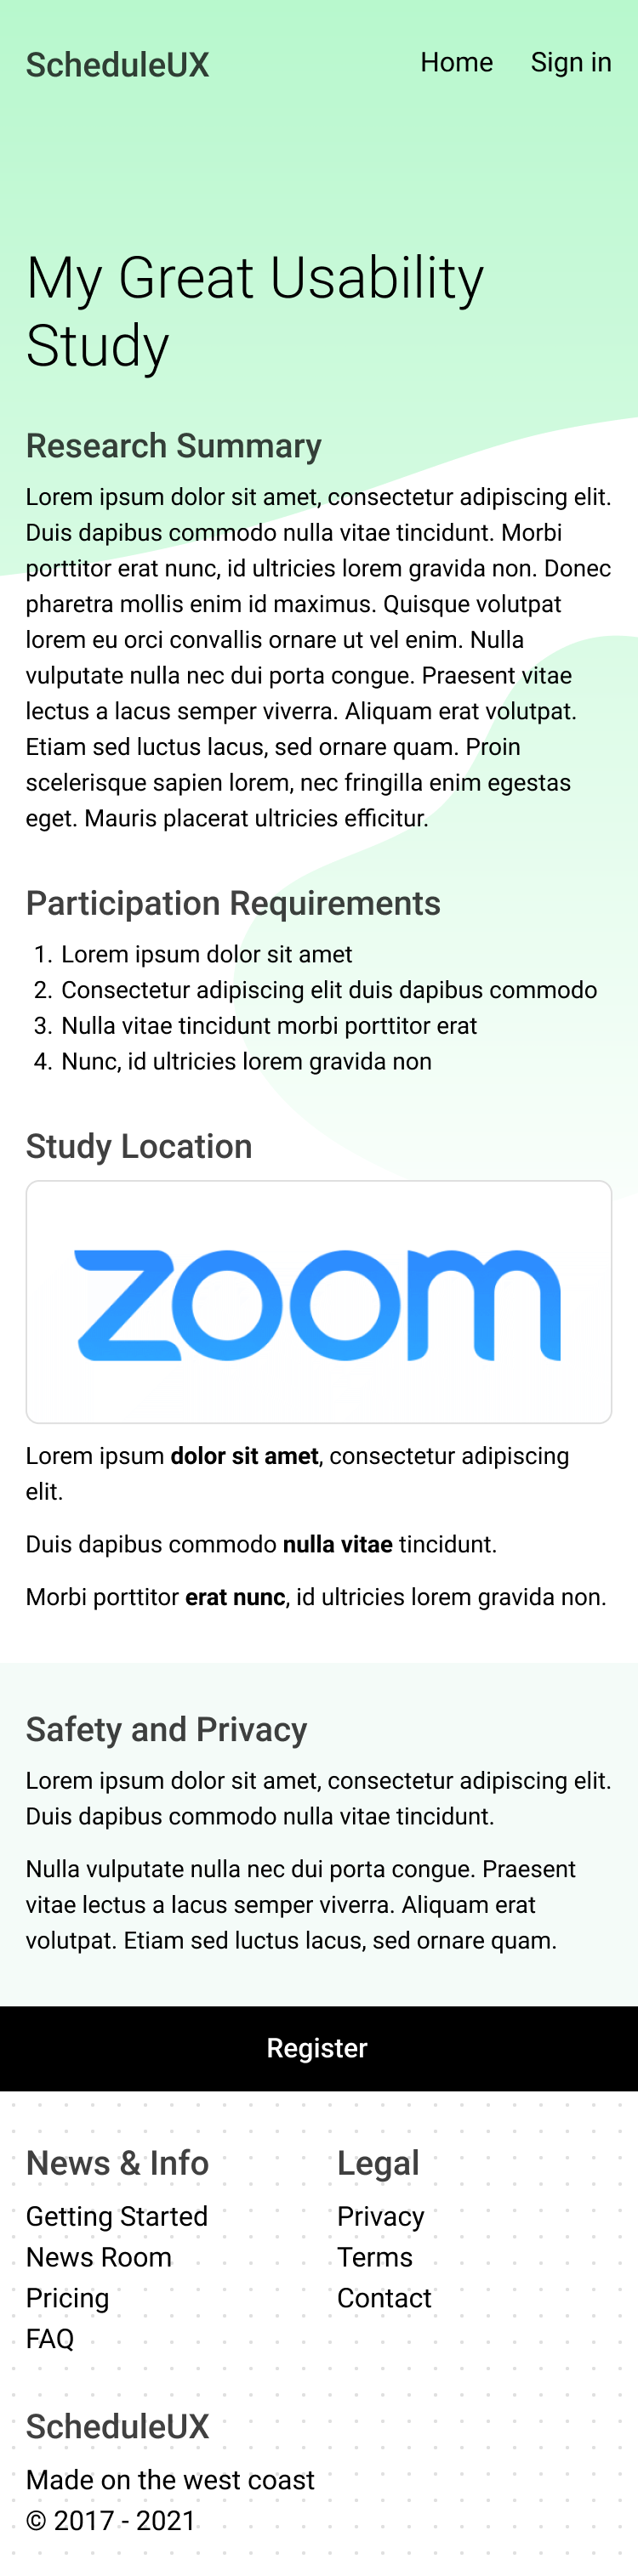 ScheduleUX
Home Sign in
My Great Usability
Study
Research Summary
Lorem ipsum dolor sit amet, consectetur adipiscing elit.
Duis dapibus commodo nulla vitae tincidunt. Morbi
porttitor erat nunc, id ultricies lorem gravida non. Donec
pharetra mollis enim id maximus. Quisque volutpat
lorem eu orci convallis ornare ut vel enim. Nulla
vulputate nulla nec dui porta congue. Praesent vitae
lectus a lacus semper viverra. Aliquam erat volutpat.
Etiam sed luctus lacus, sed ornare quam. Proin
scelerisque sapien lorem, nec fringilla enim egestas
eget. Mauris placerat ultricies efficitur.
Participation Requirements
1. Lorem ipsum dolor sit amet
2. Consectetur adipiscing elit duis dapibus commodo
3. Nulla vitae tincidunt morbi porttitor erat
4. Nunc, id ultricies lorem gravida non
Study Location
zoom
Lorem ipsum dolor sit amet, consectetur adipiscing
elit.
Duis dapibus commodo nulla vitae tincidunt.
Morbi porttitor erat nunc, id ultricies lorem gravida non.
Safety and Privacy
Lorem ipsum dolor sit amet, consectetur adipiscing elit.
Duis dapibus commodo nulla vitae tincidunt.
Nulla vulputate nulla nec dui porta congue. Praesent
vitae lectus a lacus semper viverra. Aliquam erat
volutpat. Etiam sed luctus lacus, sed ornare quam.
Register
News & Info
Getting Started
News Room
Pricing
FAQ
Legal
Privacy
Terms
Contact
ScheduleUX
Made on the west coast
© 2017 - 2021